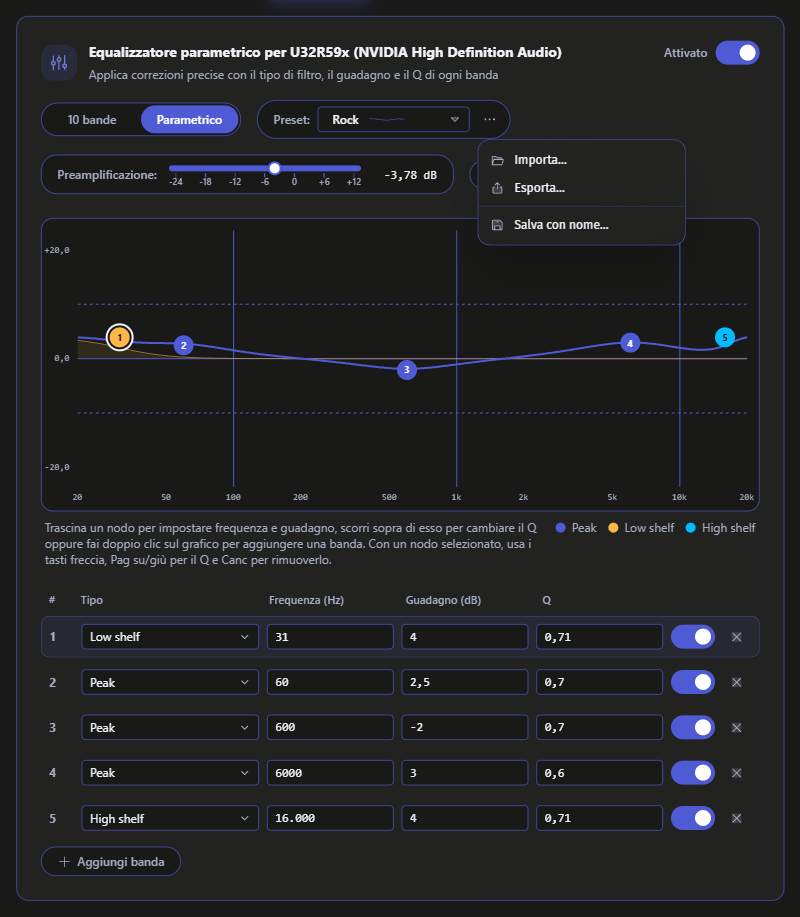 Equalizzatore parametrico per U32R59x (NVIDIA High Definition Audio)
Applica correzioni precise con il tipo di filtro, il guadagno e il Q di ogni banda
Attivato
10 bande
Parametrico
Preset:
Rock
...
Importa...
Esporta...
Salva con nome...
Preamplificazione:
-24 -18 -12 -6 0 +6 +12
-3,78 dB
+20,0
0,0
-20,0
1
2
3
4
5
20 50 100 200 500 1k 2k 5k 10k 20k
Trascina un nodo per impostare frequenza e guadagno, scorri sopra di esso per cambiare il Q
oppure fai doppio clic sul grafico per aggiungere una banda. Con un nodo selezionato, usa i
tasti freccia, Pag su/giù per il Q e Canc per rimuoverlo.
Peak Low shelf High shelf
# Tipo Frequenza (Hz) Guadagno (dB) Q
1 Low shelf 31 4 0,71
2 Peak 60 2,5 0,7
3 Peak 600 -2 0,7
4 Peak 6000 3 0,6
5 High shelf 16.000 4 0,71
Aggiungi banda